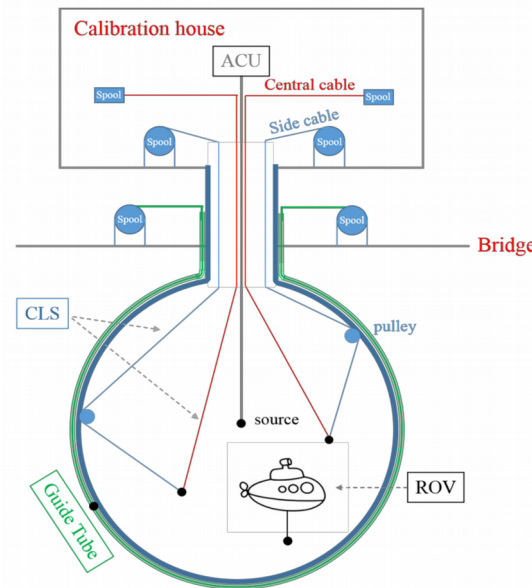 Calibration house
ACU
Central cable
Spool
Spool
Side cable
Spool
Spool
Spool
Spool
Bridge
CLS
pulley
source
ROV
Guide Tube